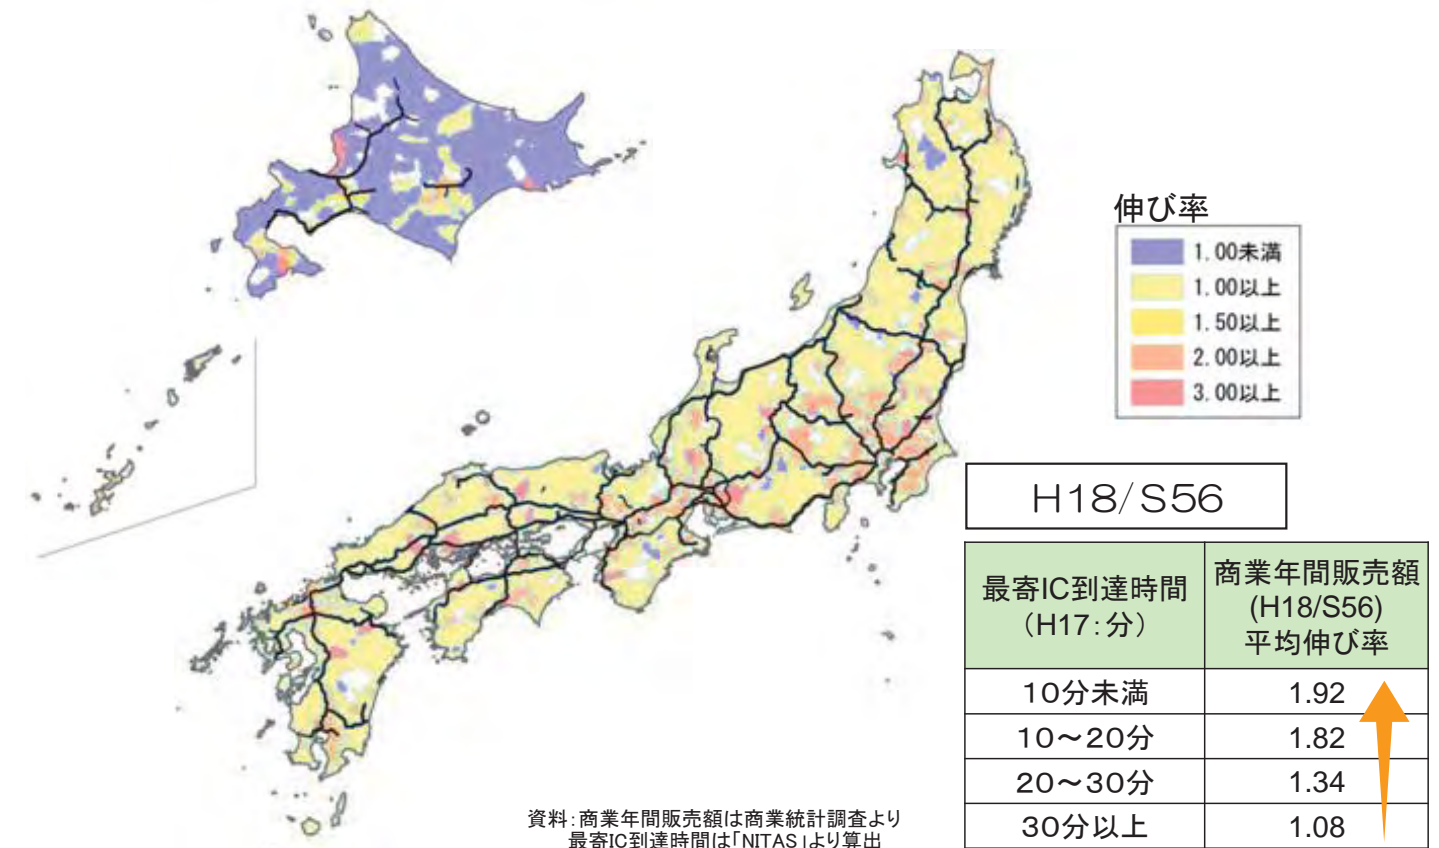 伸び率
1.00未満
1.00以上
1.50以上
2.00以上
3.00以上
H18/S56
最寄IC到達時間
（H17：分）
商業年間販売額
(H18/S56)
平均伸び率
10分未満 1.92
10～20分 1.82
20～30分 1.34
30分以上 1.08
資料：商業年間販売額は商業統計調査より
最寄IC到達時間は「NITAS」より算出